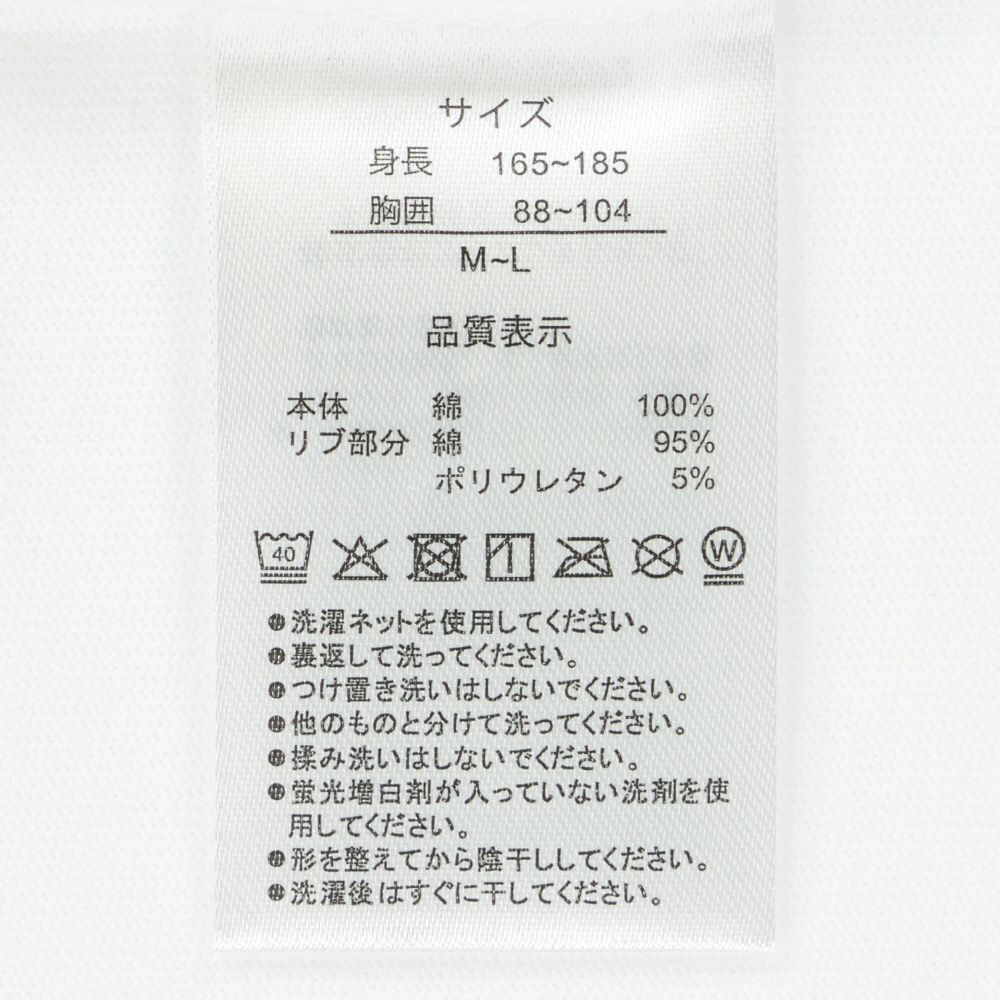 サイズ
身長 165~185
胸囲 88~104
M~L
品質表示
本体 綿 100%
リブ部分 綿 95%
ポリウレタン 5%
40 W
●洗濯ネットを使用してください。
●裏返して洗ってください。
●つけ置き洗いはしないでください。
●他のものと分けて洗ってください。
●揉み洗いはしないでください。
●蛍光増白剤が入っていない洗剤を使
用してください。
●形を整えてから陰干ししてください。
●洗濯後はすぐに干してください。